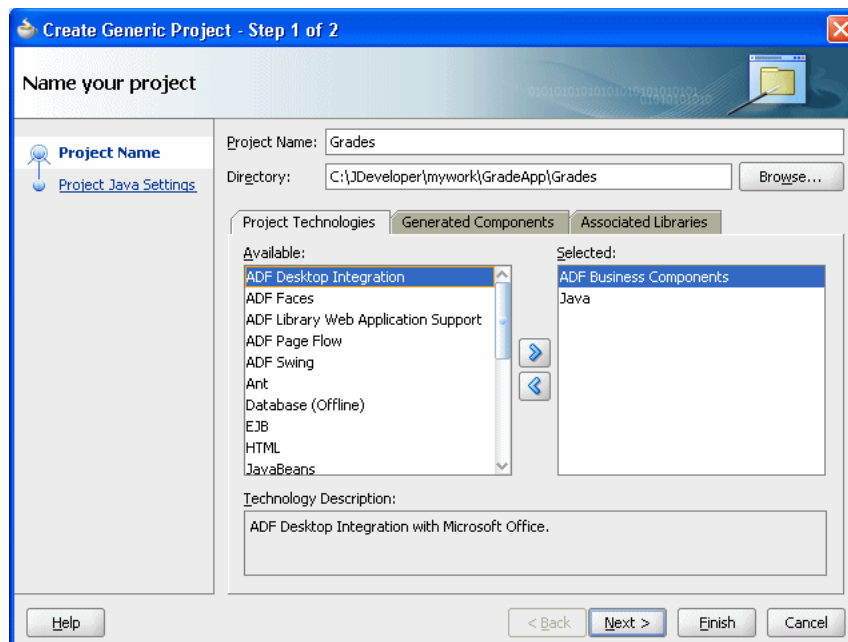 Create Generic Project - Step 1 of 2
Name your project
01010101010101010101010101
01010101010
Project Name
Project Java Settings
Project Name: Grades
Directory: C:\JDeveloper\mywork\GradeApp\Grades Browse...
Project Technologies Generated Components Associated Libraries
Available: Selected:
ADF Desktop Integration ADF Business Components
ADF Faces Java
ADF Library Web Application Support
ADF Page Flow
ADF Swing
Ant
Database (Offline)
EJB
HTML
JavaBeans
Technology Description:
ADF Desktop Integration with Microsoft Office.
Help < Back Next > Finish Cancel